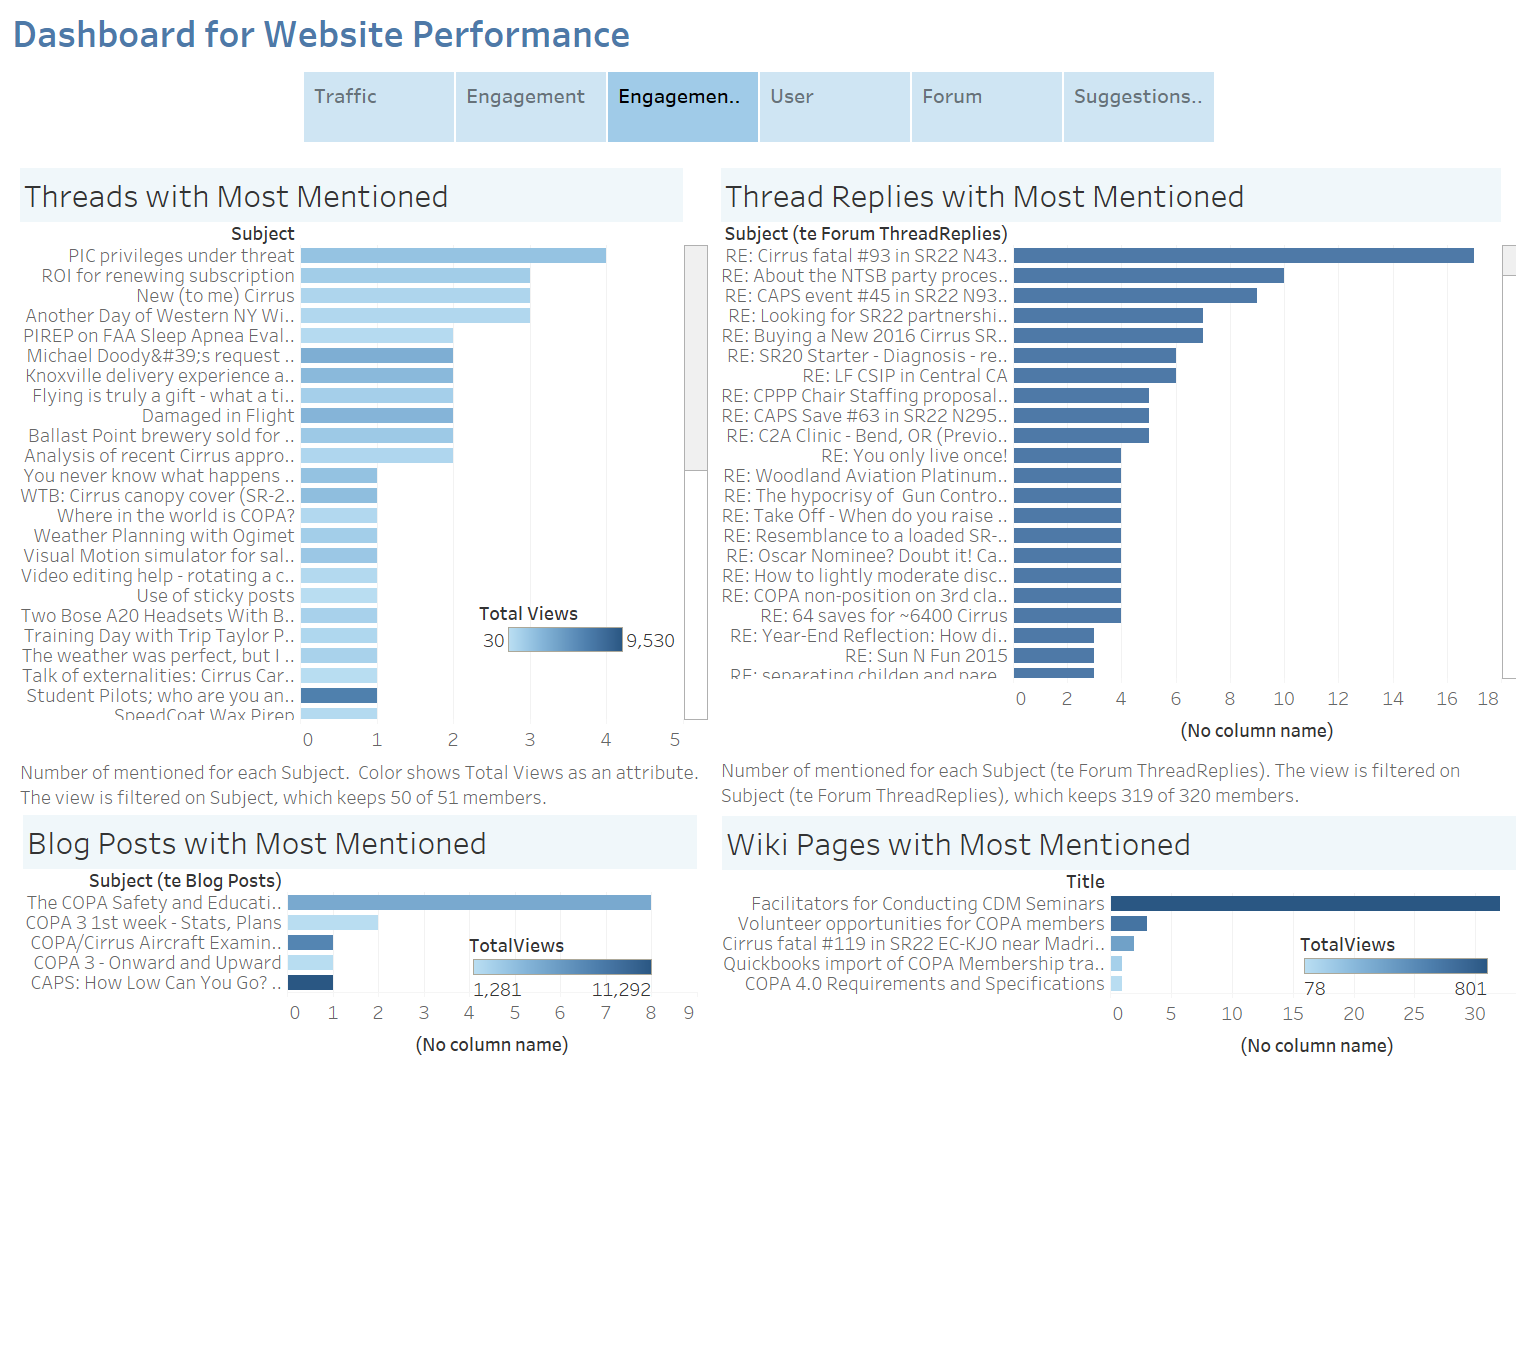 Dashboard for Website Performance
Traffic
Engagement
Engagemen..
User
Forum
Suggestions..
Threads with Most Mentioned
Subject
PIC privileges under threat
ROI for renewing subscription
New (to me) Cirrus
Another Day of Western NY Wi..
PIREP on FAA Sleep Apnea Eval..
Michael Doody&#39;s request ..
Knoxville delivery experience a..
Flying is truly a gift - what a ti..
Damaged in Flight
Ballast Point brewery sold for ..
Analysis of recent Cirrus appro..
You never know what happens ..
WTB: Cirrus canopy cover (SR-2..
Where in the world is COPA?
Weather Planning with Ogimet
Visual Motion simulator for sal..
Video editing help - rotating a c..
Use of sticky posts
Two Bose A20 Headsets With B..
Training Day with Trip Taylor P..
The weather was perfect, but I ..
Talk of externalities: Cirrus Car..
Student Pilots; who are you an..
SpeedCoat Wax Pirep
Total Views
30 9,530
0 1 2 3 4 5
Number of mentioned for each Subject.  Color shows Total Views as an attribute.
The view is filtered on Subject, which keeps 50 of 51 members.
Thread Replies with Most Mentioned
Subject (te Forum ThreadReplies)
RE: Cirrus fatal #93 in SR22 N43..
RE: About the NTSB party proces..
RE: CAPS event #45 in SR22 N93..
RE: Looking for SR22 partnershi..
RE: Buying a New 2016 Cirrus SR..
RE: SR20 Starter - Diagnosis - re..
RE: LF CSIP in Central CA
RE: CPPP Chair Staffing proposal..
RE: CAPS Save #63 in SR22 N295..
RE: C2A Clinic - Bend, OR (Previo..
RE: You only live once!
RE: Woodland Aviation Platinum..
RE: The hypocrisy of  Gun Contro..
RE: Take Off - When do you raise ..
RE: Resemblance to a loaded SR-..
RE: Oscar Nominee? Doubt it! Ca..
RE: How to lightly moderate disc..
RE: COPA non-position on 3rd cla..
RE: 64 saves for ~6400 Cirrus
RE: Year-End Reflection: How di..
RE: Sun N Fun 2015
RE: separating childen and pare..
0 2 4 6 8 10 12 14 16 18
(No column name)
Number of mentioned for each Subject (te Forum ThreadReplies). The view is filtered on
Subject (te Forum ThreadReplies), which keeps 319 of 320 members.
Blog Posts with Most Mentioned
Subject (te Blog Posts)
The COPA Safety and Educati..
COPA 3 1st week - Stats, Plans
COPA/Cirrus Aircraft Examin..
COPA 3 - Onward and Upward
CAPS: How Low Can You Go? ..
TotalViews
1,281 11,292
0 1 2 3 4 5 6 7 8 9
(No column name)
Wiki Pages with Most Mentioned
Title
Facilitators for Conducting CDM Seminars
Volunteer opportunities for COPA members
Cirrus fatal #119 in SR22 EC-KJO near Madri..
Quickbooks import of COPA Membership tra..
COPA 4.0 Requirements and Specifications
TotalViews
78 801
0 5 10 15 20 25 30
(No column name)